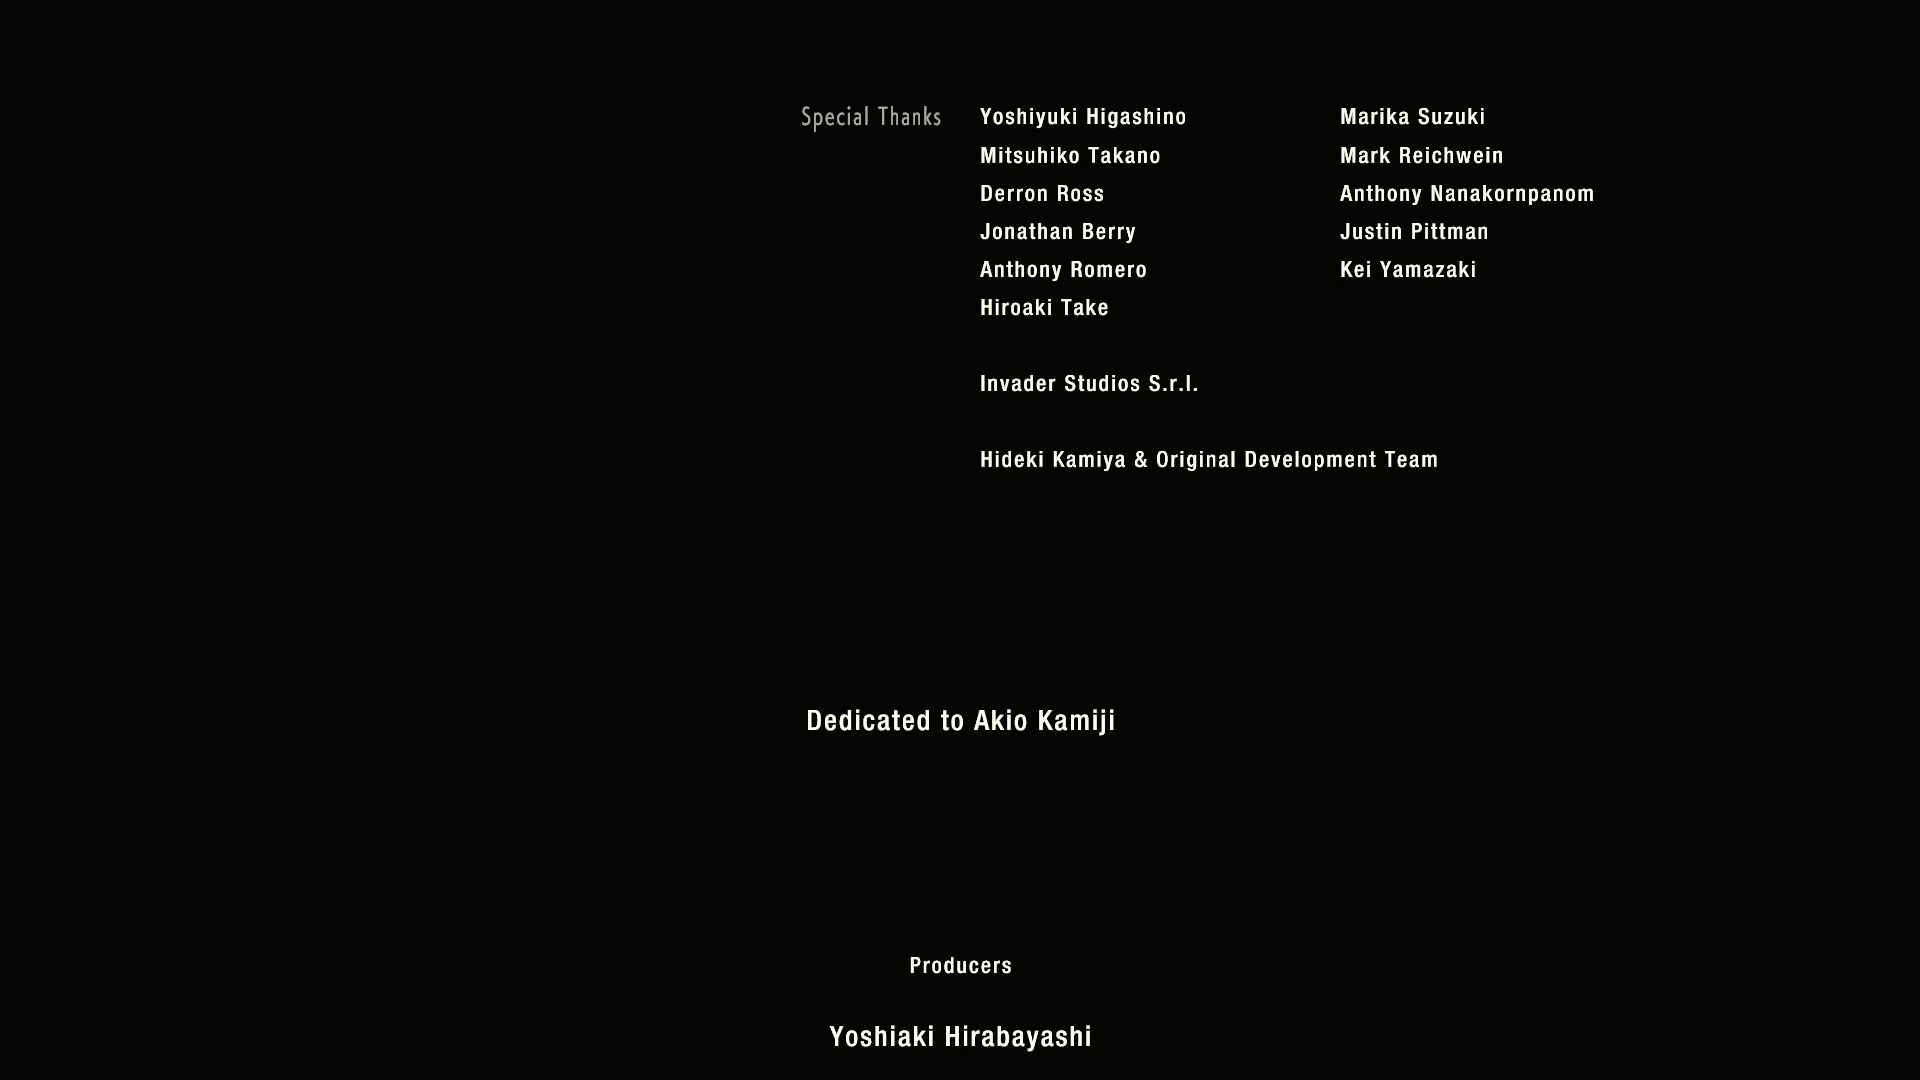 Special Thanks
Yoshiyuki Higashino Marika Suzuki
Mitsuhiko Takano Mark Reichwein
Derron Ross Anthony Nanakornpanom
Jonathan Berry Justin Pittman
Anthony Romero Kei Yamazaki
Hiroaki Take
Invader Studios S.r.l.
Hideki Kamiya & Original Development Team
Dedicated to Akio Kamiji
Producers
Yoshiaki Hirabayashi